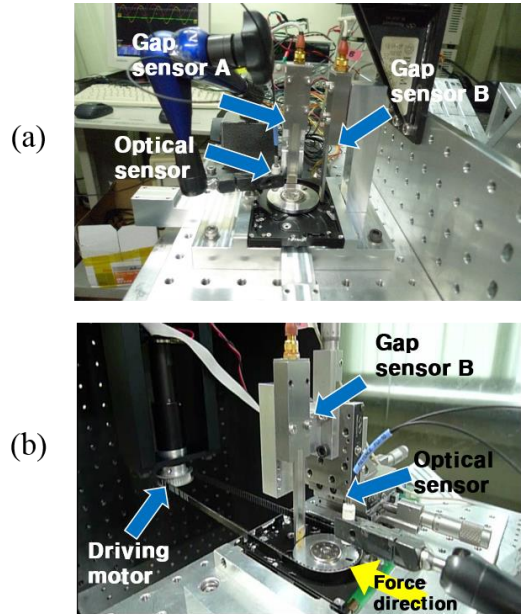 (a)
Gap
sensor A
Gap
sensor B
Optical
sensor
(b)
Gap
sensor B
Optical
sensor
Driving
motor
Force
direction